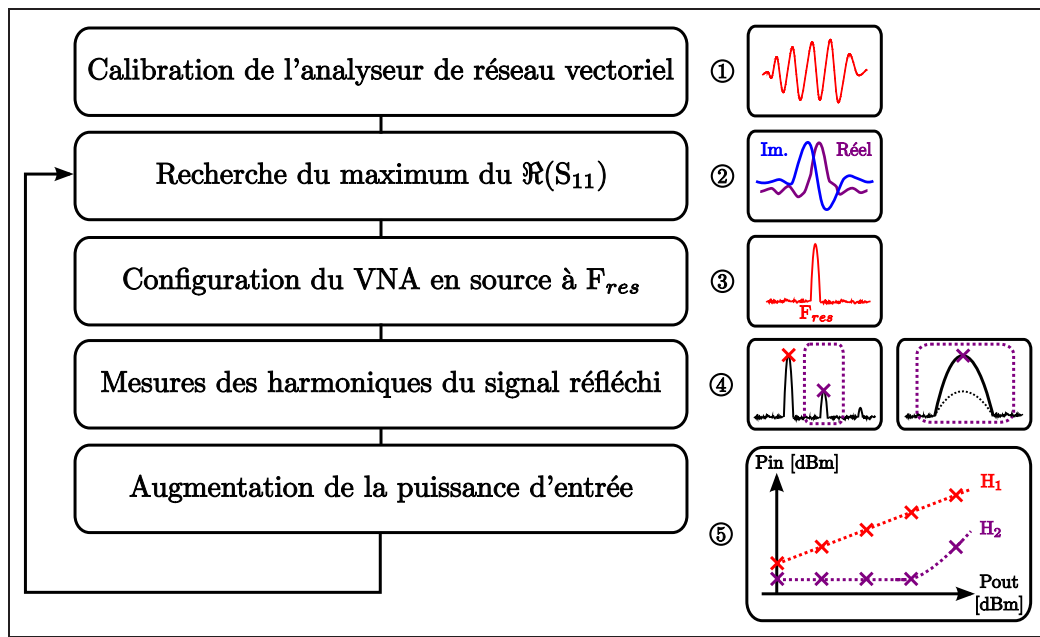 Calibration de l'analyseur de réseau vectoriel
①
Recherche du maximum du ℜ(S₁₁)
②
Im.
Réel
Configuration du VNA en source à Fᵣₑₛ
③
Fᵣₑₛ
Mesures des harmoniques du signal réfléchi
④
Augmentation de la puissance d'entrée
⑤
Pin [dBm]
H₁
H₂
Pout
[dBm]